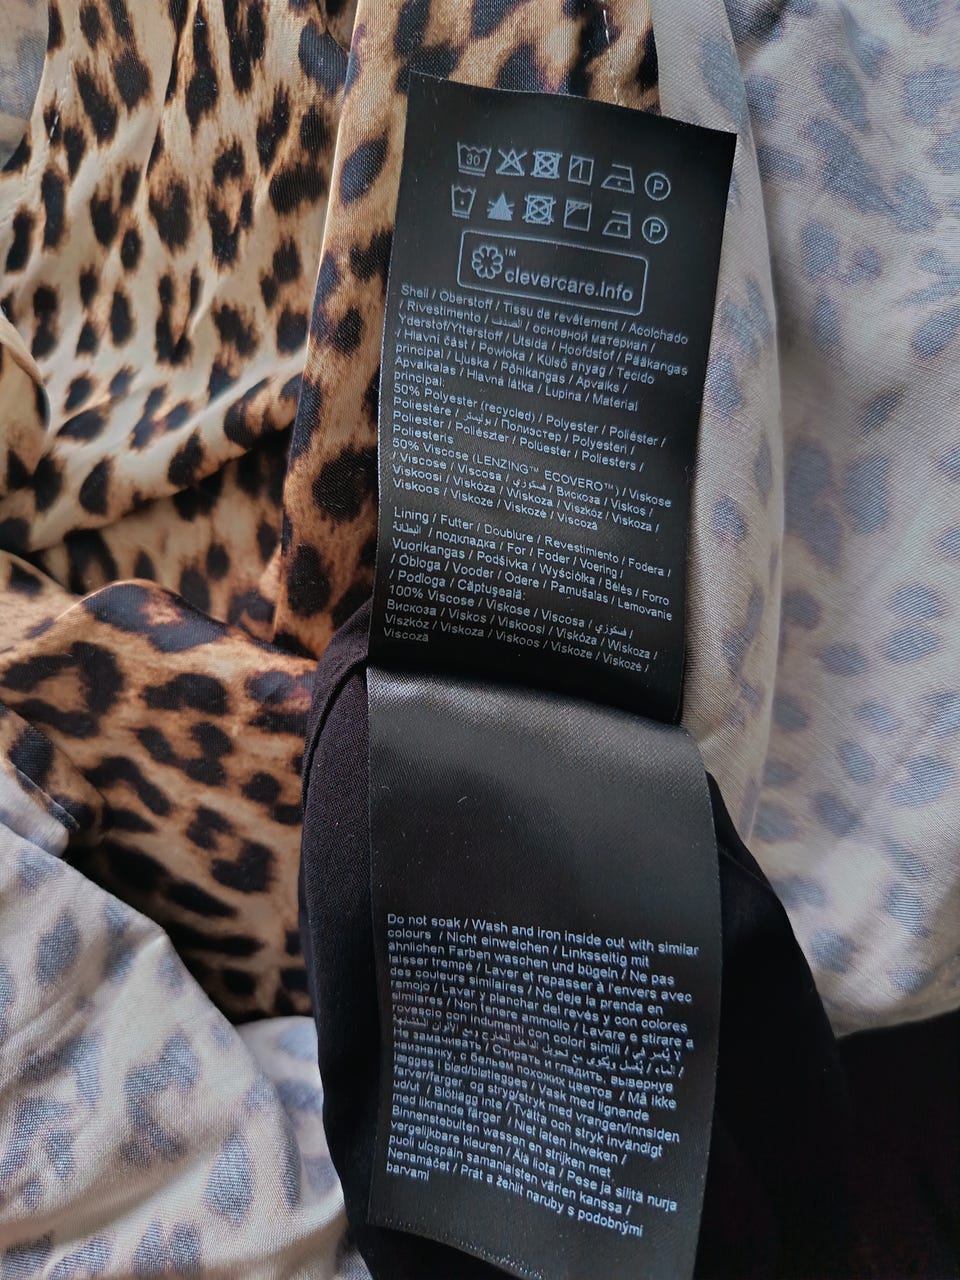 30
P
P
™
clevercare.info
Shell / Oberstoff / Tissu de revêtement / Acolchado
/ Rivestimento / الصنف / основной материал /
Yderstof/Ytterstoff / Utsida / Hoofdstof / Pääkangas
/ Hlavní část / Powłoka / Külső anyag / Tecido
principal / Ljuska / Põhikangas / Apvalks /
Apvalkalas / Hlavná látka / Lupina / Material
principal:
50% Polyester (recycled) / Polyester / Poliéster /
Poliestere / بوليستر / Полиэстер / Polyesteri /
Poliester / Poliészter / Polüester / Poliesters /
Poliesteris
50% Viscose (LENZING™ ECOVERO™) / Viskose
/ Viscose / Viscosa / فسكوزي / Вискоза / Viskos /
Viskoosi / Viskóza / Wiskoza / Viszkóz / Viskoza /
Viskoos / Viskoze / Viskozė / Viscoză
Lining / Futter / Doublure / Revestimiento / Fodera /
البطانة / подкладка / For / Foder / Voering /
Vuorikangas / Podšívka / Wyściółka / Bélés / Forro
/ Obloga / Vooder / Odere / Pamušalas / Lemovanie
/ Podloga / Căptușeală:
100% Viscose / Viskose / Viscosa / فسكوزي /
Вискоза / Viskos / Viskoosi / Viskóza / Wiskoza /
Viszkóz / Viskoza / Viskoos / Viskoze / Viskozė /
Viscoză
Do not soak / Wash and iron inside out with similar
colours / Nicht einweichen / Linksseitig mit
ähnlichen Farben waschen und bügeln / Ne pas
laisser trempé / Laver et repasser à l'envers avec
des couleurs similaires / No deje la prenda en
remojo / Lavar y planchar del revés y con colores
similares / Non tenere ammollo / Lavare e stirare a
rovescio con indumenti con colori simili /
Не замачивать / Стирать и гладить, вывернув
наизнанку, с бельем похожих цветов / Må ikke
lægges i blød/bløtlegges / Vask med lignende
farver/farger, og stryg/stryk med vrangen/innsiden
ud/ut / Blötlägg inte / Tvätta och stryk invändigt
med liknande färger / Niet laten inweken /
Binnenstebuiten wassen en strijken met
vergelijkbare kleuren / Älä liota / Pese ja silitä nurja
puoli ulospäin samanlaisten värien kanssa /
Nenamáčet / Prát a žehlit naruby s podobnými
barvami